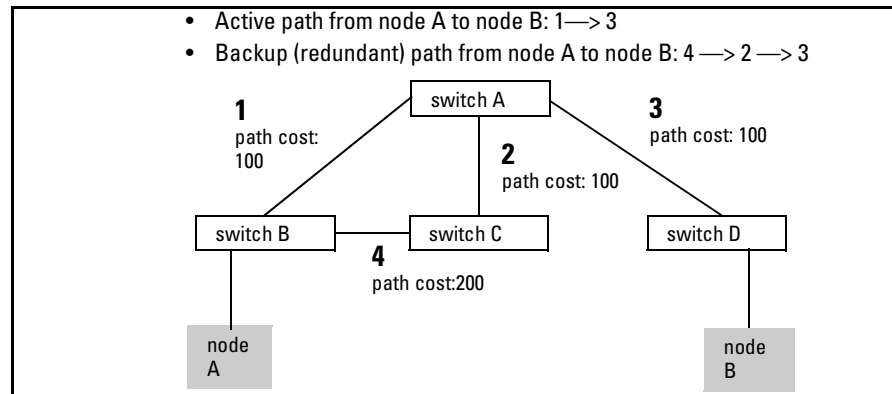 • Active path from node A to node B: 1—> 3
• Backup (redundant) path from node A to node B: 4 —> 2 —> 3
switch A
1
path cost:
100
3
path cost: 100
2
path cost: 100
switch B
switch C
switch D
4
path cost:200
node
A
node
B